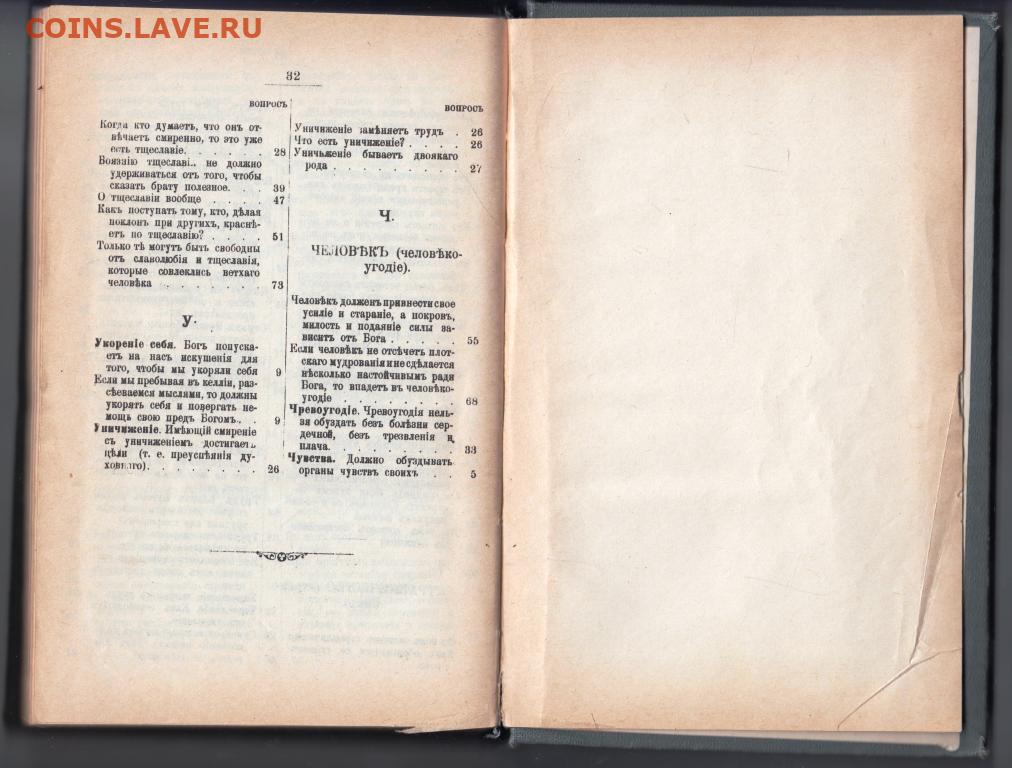 COINS.LAVE.RU
32
ВОПРОСЪ
Когда кто думаетъ, что онъ от-
вѣчаетъ смиренно, то это уже
есть тщеславіе. . . . . . . 28
Боязнію тщеславі.. не должно
удерживаться отъ того, чтобы
сказать брату полезное. . . 39
О тщеславіи вообще . . . . . 47
Какъ поступать тому, кто, дѣлая
поклон при другихъ, краснѣ-
етъ по тщеславію? . . . . 51
Только тѣ могутъ быть свободны
отъ славолюбія и тщеславія,
которые совлеклись ветхаго
человѣка . . . . . . . 73
У.
Укореніе себя. Богъ попуска-
етъ на насъ искушенія для
того, чтобы мы укоряли себя 9
Если мы пребывая въ келліи, раз-
сѣеваемся мыслями, то должны
укорять себя и повергать не-
мощь свою предъ Богомъ. . 9
Уничиженіе. Имѣющій смиреніе
съ уничиженіемъ достигаетъ
цѣли (т. е. преуспѣянія ду-
ховнаго). . . . . . . . . 26
ВОПРОСЪ
Уничиженіе замѣняетъ трудъ . 26
Что есть уничиженіе? . . . . . 26
Уничьженіе бываетъ двоякаго
рода . . . . . . . . . . 27
Ч.
ЧЕЛОВѢКЪ (человѣко-
угодіе).
Человѣкъ долженъ привнести свое
усиліе и стараніе, а покровъ,
милость и подаяніе силы за-
виситъ отъ Бога . . . . . . 55
Если человѣкъ не отсѣчетъ плот-
скаго мудрованія и не сдѣлается
нѣсколько настойчивымъ ради
Бога, то впадетъ въ человѣко-
угодіе . . . . . . . . . 68
Чревоугодіе. Чревоугодія нель-
зя обуздать безъ болѣзни сер-
дечной, безъ трезвленія и
плача. . . . . . . . . . 33
Чувства. Должно обуздывать
органы чувствъ своихъ . . 5